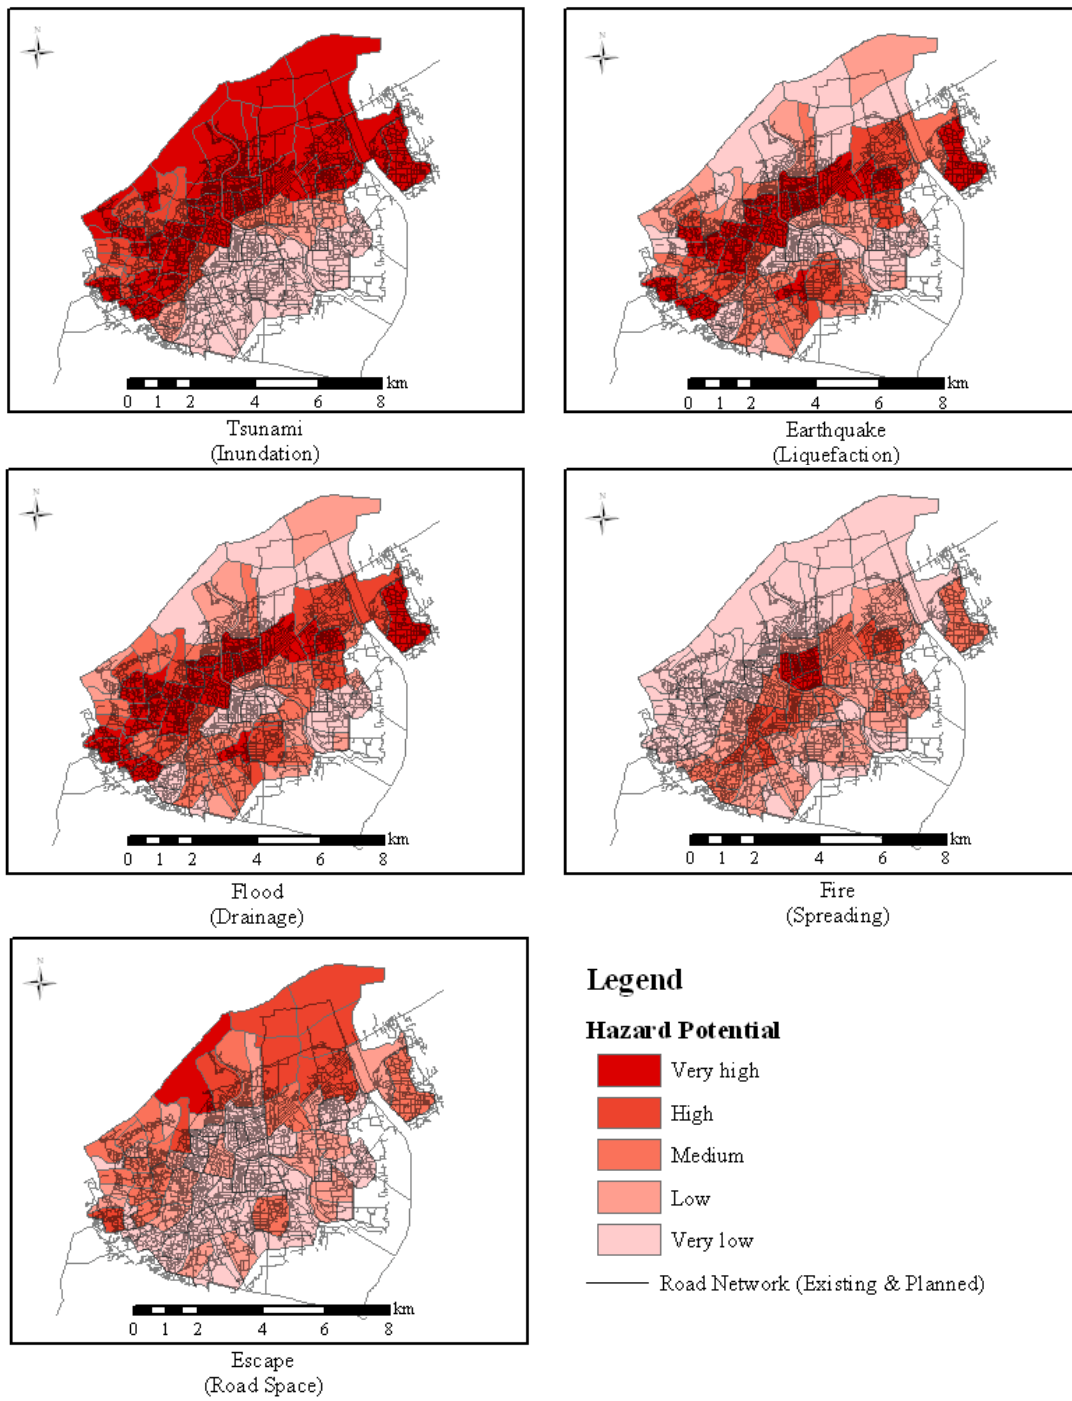 N
km
0 1 2 4 6 8
Tsunami
(Inundation)
N
km
0 1 2 4 6 8
Earthquake
(Liquefaction)
N
km
0 1 2 4 6 8
Flood
(Drainage)
N
km
0 1 2 4 6 8
Fire
(Spreading)
N
km
0 1 2 4 6 8
Escape
(Road Space)
Legend
Hazard Potential
Very high
High
Medium
Low
Very low
Road Network (Existing & Planned)